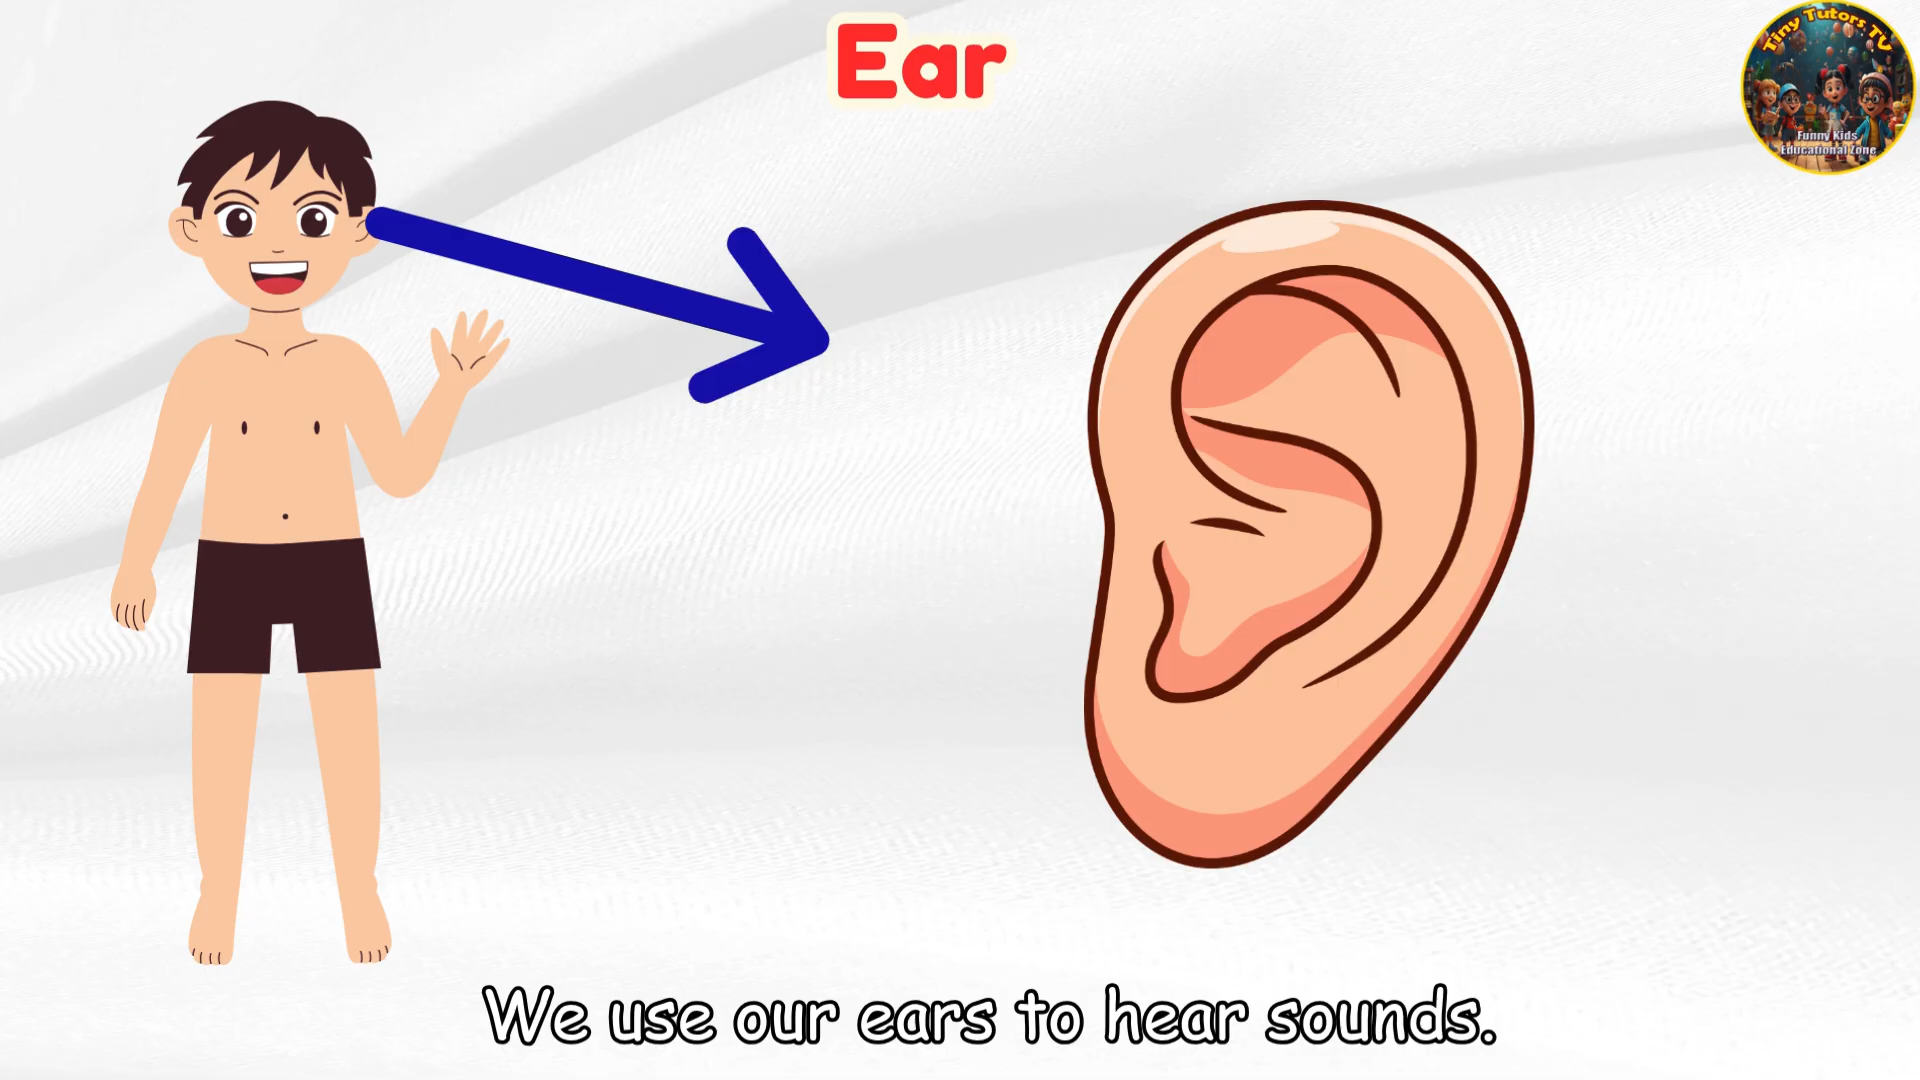 Ear
Tiny Tutors TV
Funny Kids
Educational Zone
We use our ears to hear sounds.